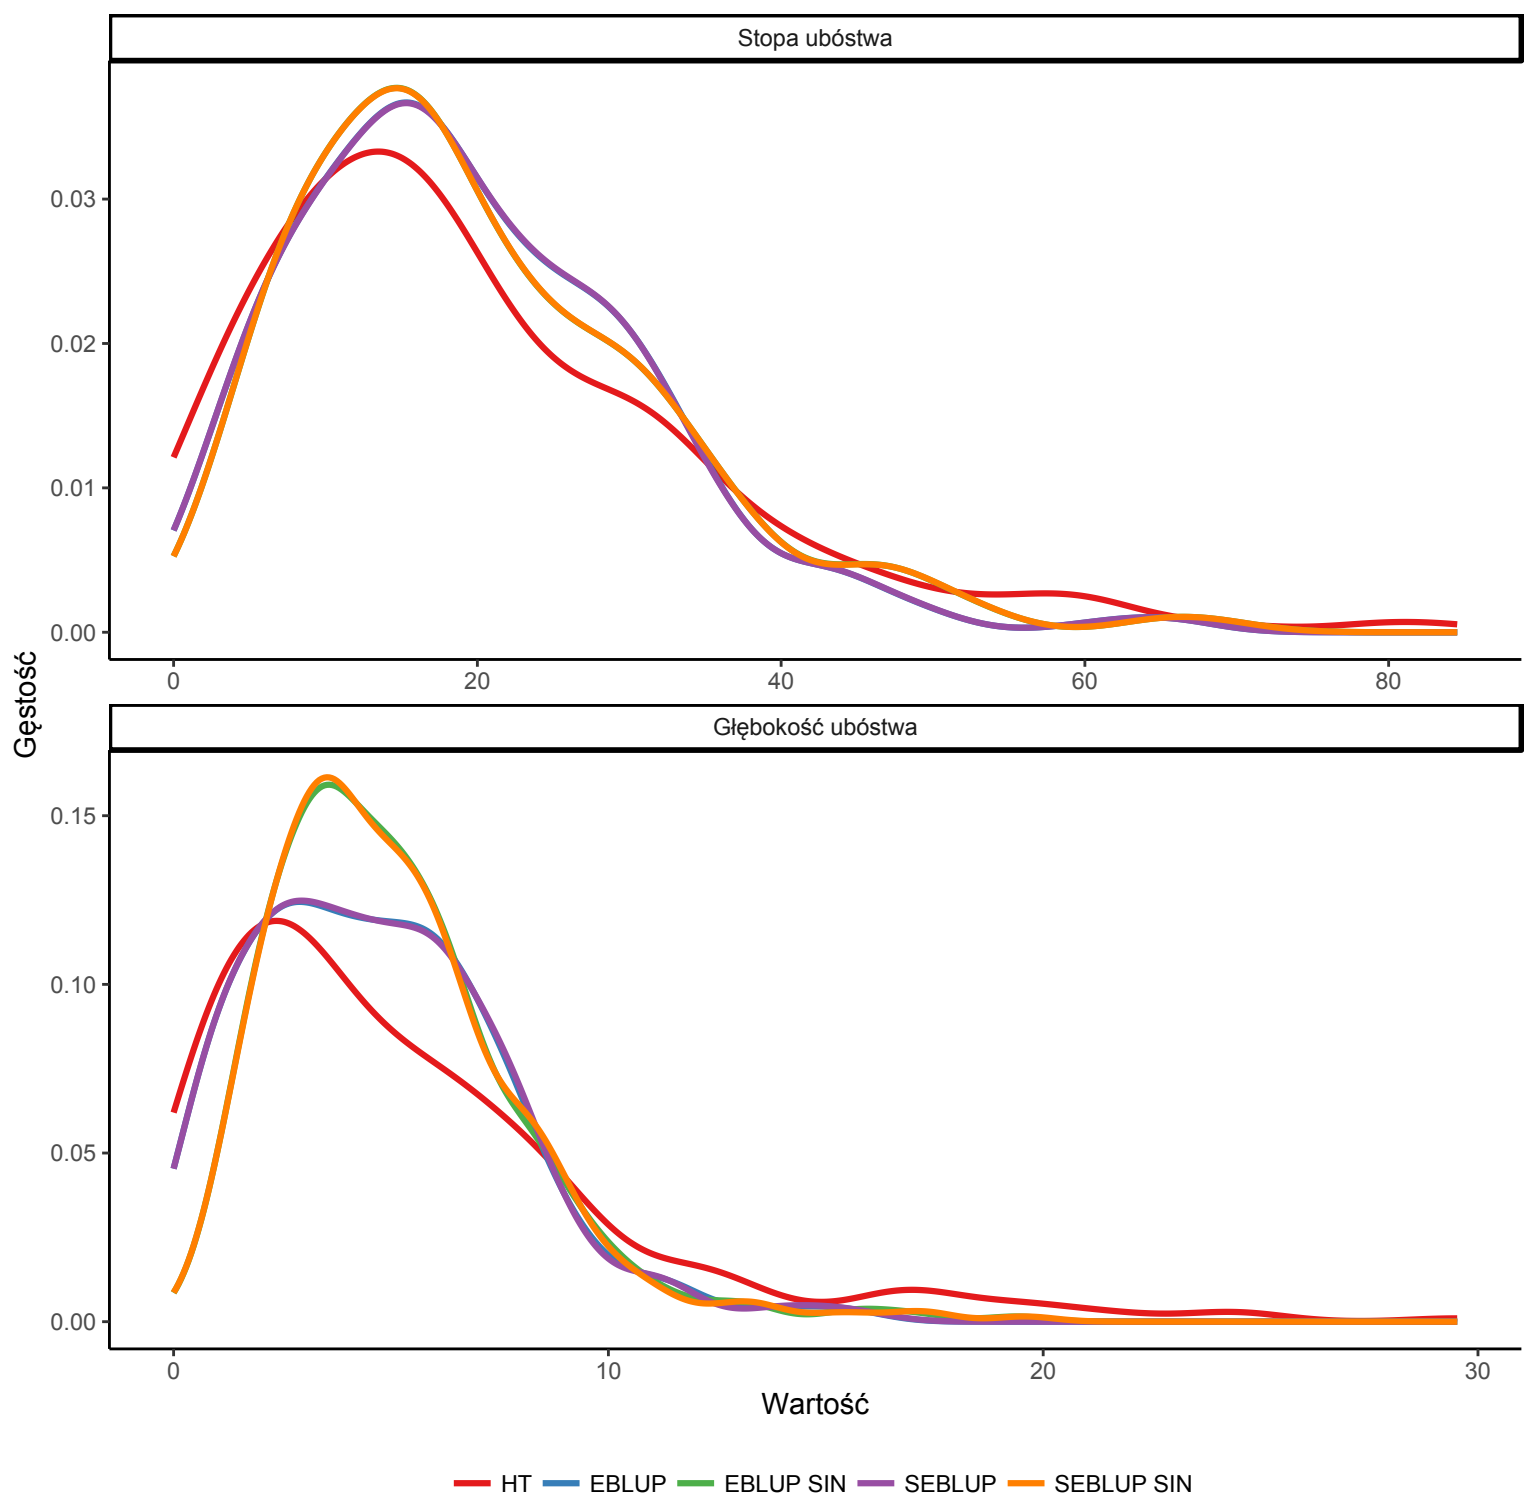 Stopa ubóstwa
0.03
0.02
0.01
0.00
0 20 40 60 80
Gęstość
Głębokość ubóstwa
0.15
0.10
0.05
0.00
0 10 20 30
Wartość
HT EBLUP EBLUP SIN SEBLUP SEBLUP SIN